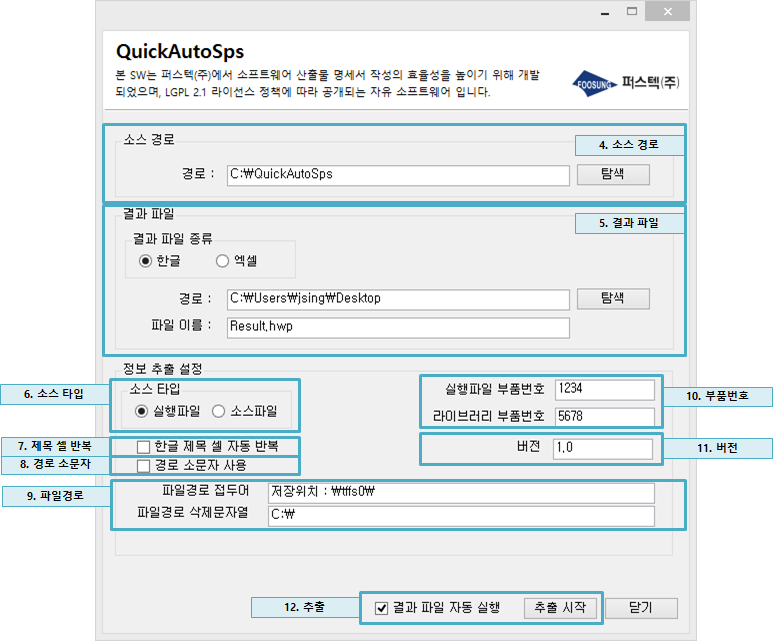 QuickAutoSps
본 SW는 퍼스텍(주)에서 소프트웨어 산출물 명세서 작성의 효율성을 높이기 위해 개발
되었으며, LGPL 2.1 라이선스 정책에 따라 공개되는 자유 소프트웨어 입니다.
FOOSUNG 퍼스텍(주)
소스 경로
4. 소스 경로
경로 : C:\QuickAutoSps 탐색
결과 파일
5. 결과 파일
결과 파일 종류
한글 엑셀
경로 : C:\Users\jsing\Desktop 탐색
파일 이름 : Result.hwp
정보 추출 설정
6. 소스 타입
소스 타입
실행파일 소스파일
실행파일 부품번호 1234
10. 부품번호
라이브러리 부품번호 5678
7. 제목 셀 반복
한글 제목 셀 자동 반복
버전 1.0
11. 버전
8. 경로 소문자
경로 소문자 사용
9. 파일경로
파일경로 접두어 저장위치 : \tffs0\
파일경로 삭제문자열 C:\
12. 추출
결과 파일 자동 실행 추출 시작 닫기